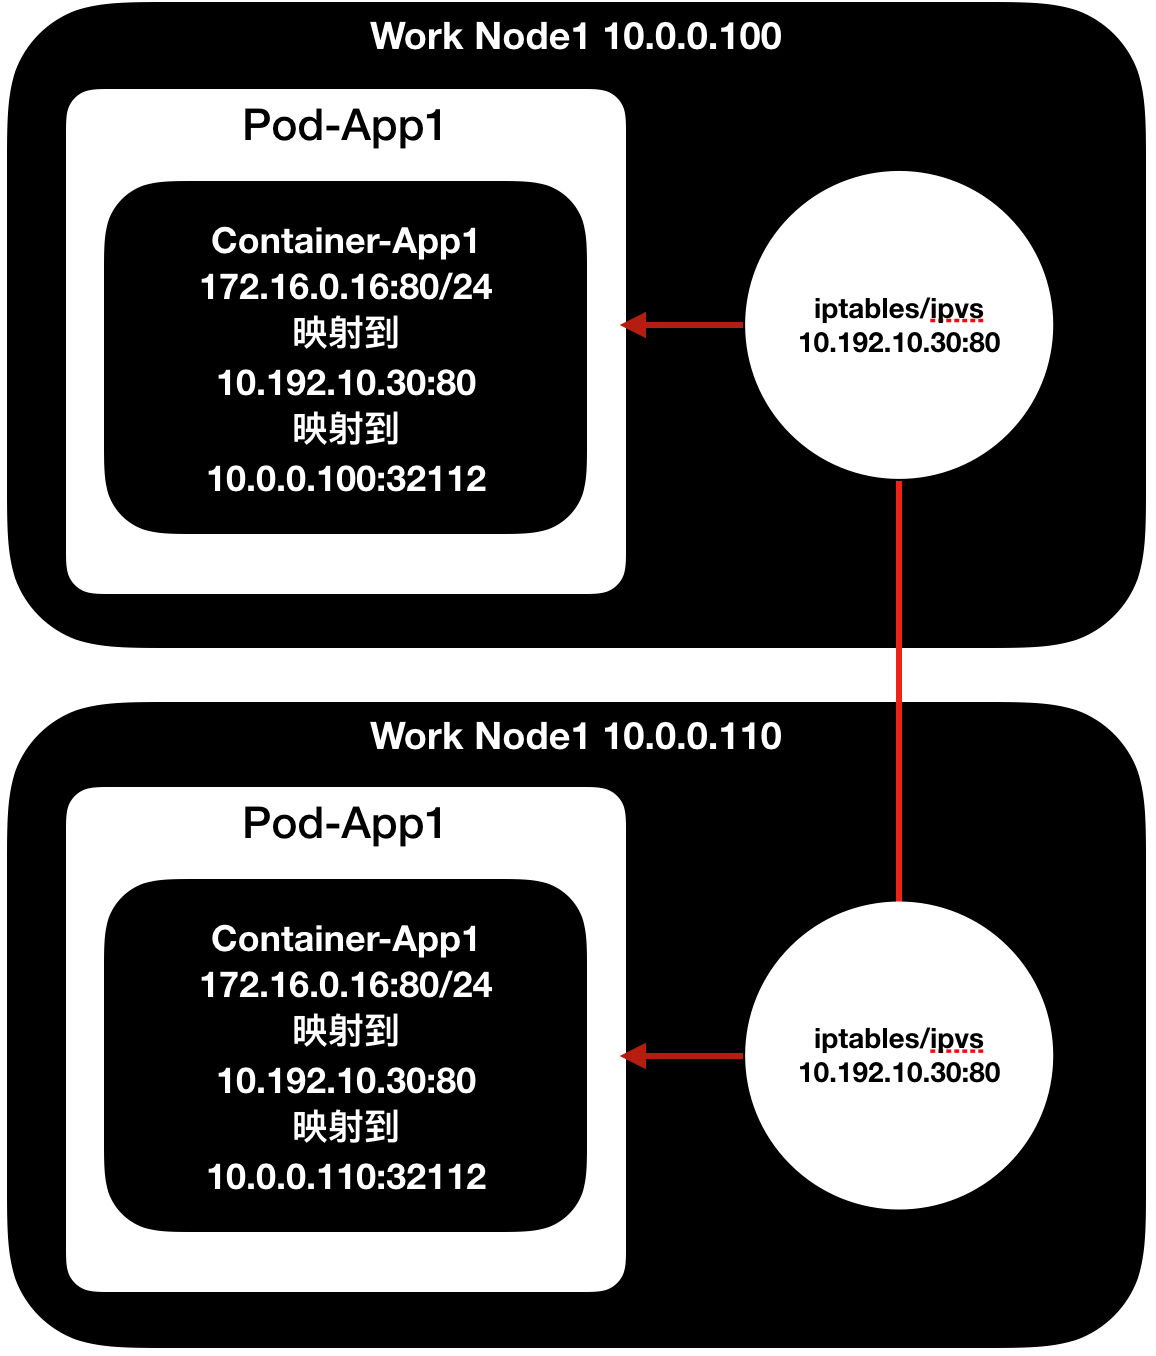 Work Node1 10.0.0.100
Pod-App1
Container-App1
172.16.0.16:80/24
映射到
10.192.10.30:80
映射到
10.0.0.100:32112
iptables/ipvs
10.192.10.30:80
Work Node1 10.0.0.110
Pod-App1
Container-App1
172.16.0.16:80/24
映射到
10.192.10.30:80
映射到
10.0.0.110:32112
iptables/ipvs
10.192.10.30:80